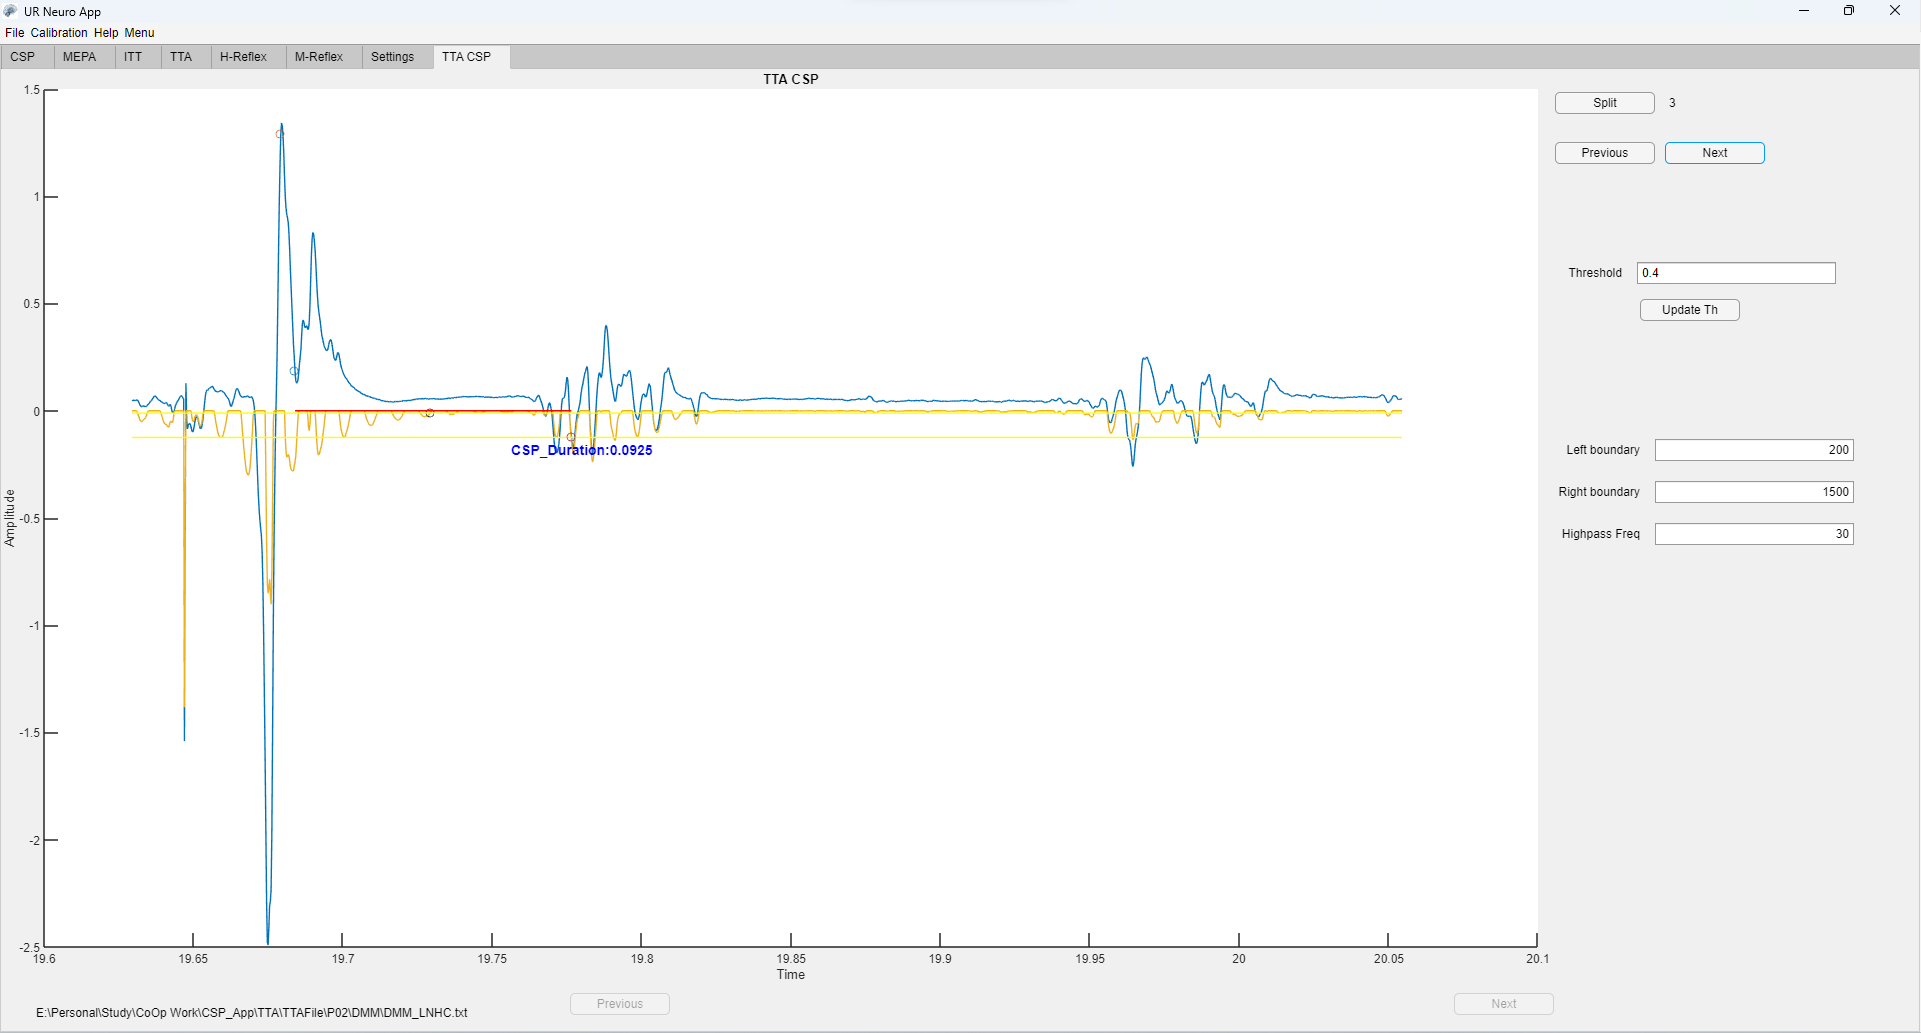 UR Neuro App
File Calibration Help Menu
CSP MEPA ITT TTA H-Reflex M-Reflex Settings TTA CSP
TTA CSP
1.5
1
0.5
0
-0.5
-1
-1.5
-2
-2.5
Amplitude
CSP_Duration:0.0925
19.6 19.65 19.7 19.75 19.8 19.85 19.9 19.95 20 20.05 20.1
Time
Split 3
Previous Next
Threshold 0.4
Update Th
Left boundary 200
Right boundary 1500
Highpass Freq 30
Previous Next
E:\Personal\Study\CoOp Work\CSP_App\TTA\TTAFile\P02\DMM\DMM_LNHC.txt